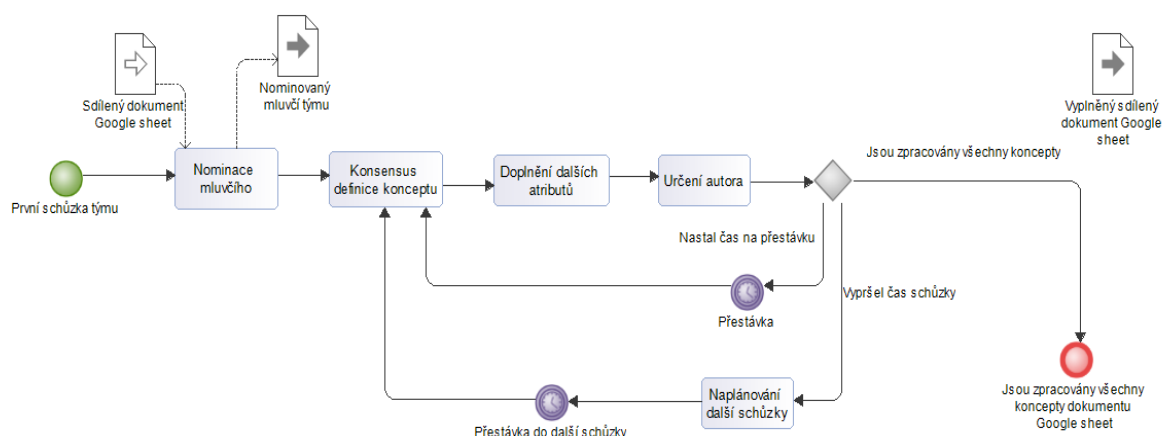 Sdílený dokument
Google sheet
Nominovaný
mluvčí týmu
Vyplněný sdílený
dokument Google
sheet
První schůzka týmu
Nominace
mluvčího
Konsensus
definice konceptu
Doplnění dalších
atributů
Určení autora
Jsou zpracovány všechny koncepty
Nastal čas na přestávku
Přestávka
Vypršel čas schůzky
Naplánování
další schůzky
Přestávka do další schůzky
Jsou zpracovány všechny
koncepty dokumentu
Google sheet